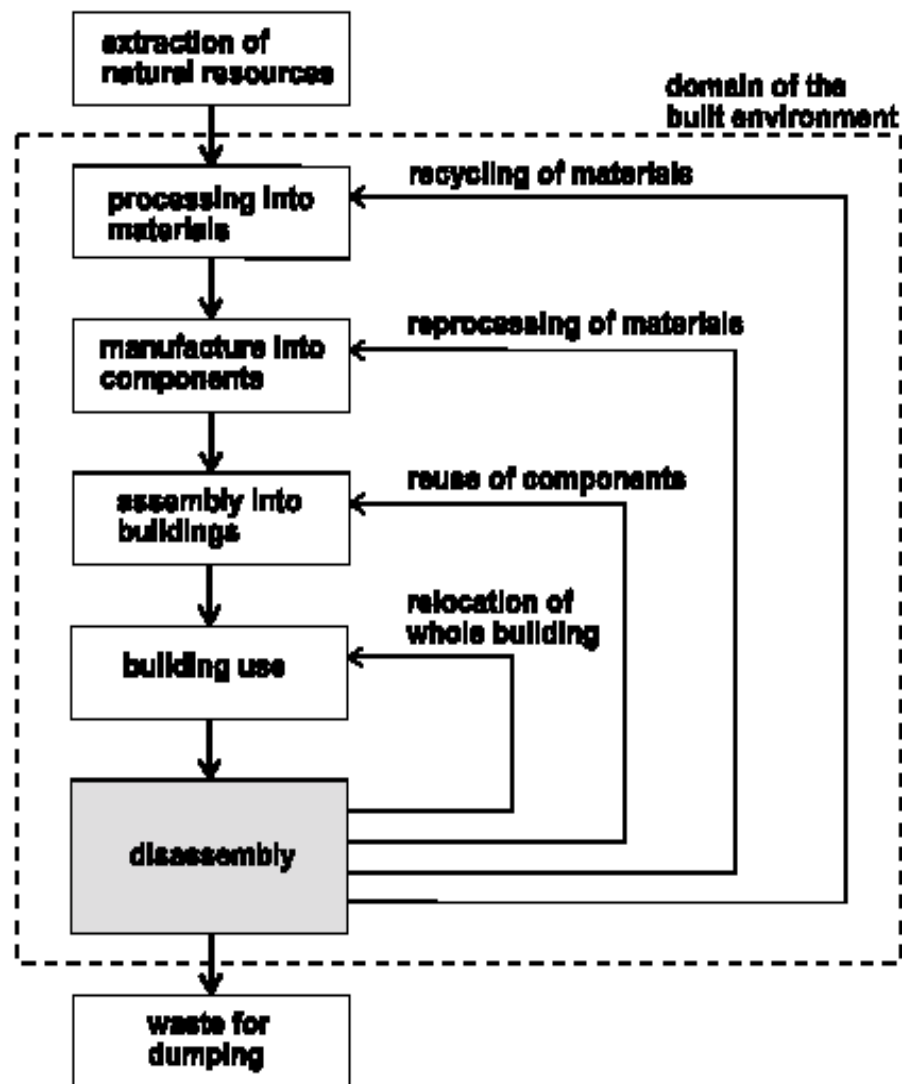 extraction of
natural resources
domain of the
built environment
recycling of materials
processing into
materials
reprocessing of materials
manufacture into
components
reuse of components
assembly into
buildings
relocation of
whole building
building use
disassembly
waste for
dumping